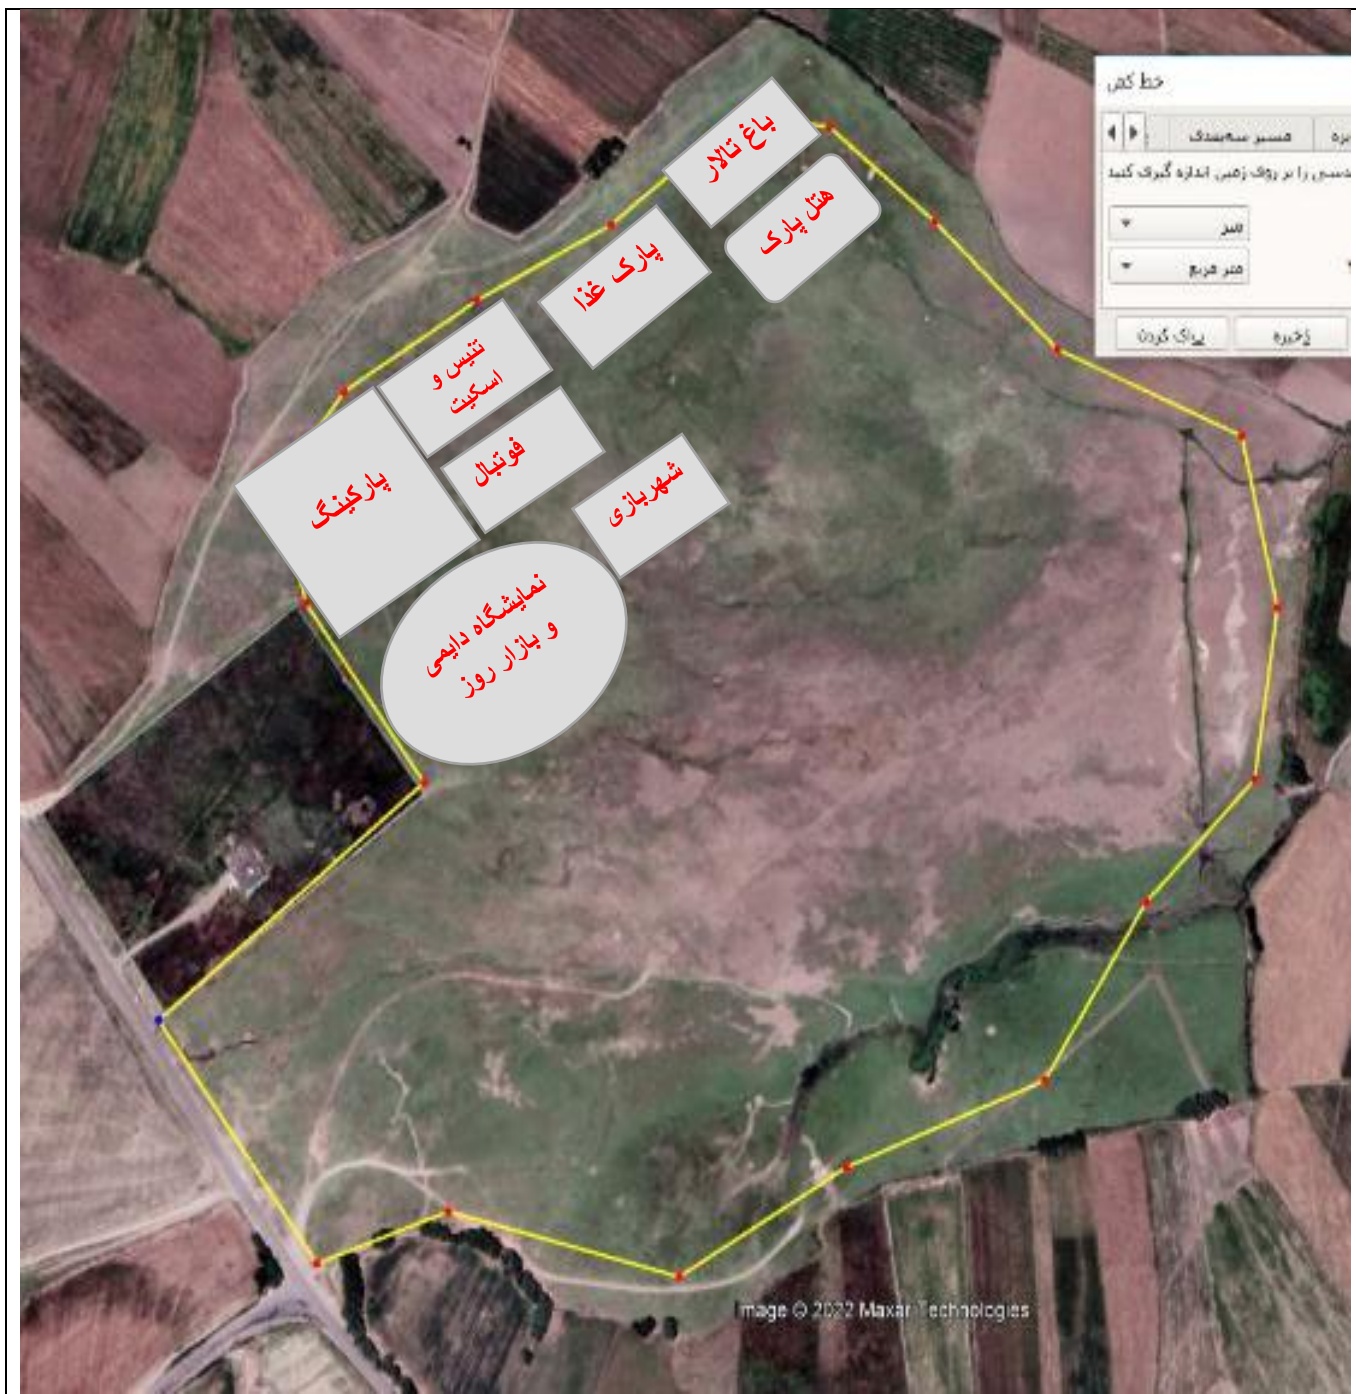 خط کش
مسیر سه‌بعدی
متر
متر مربع
پاک کردن
ذخیره
باغ تالار
هتل پارک
پارک غذا
تنیس و
اسکیت
فوتبال
شهربازی
پارکینگ
نمایشگاه دایمی
و بازار روز
Image © 2022 Maxar Technologies